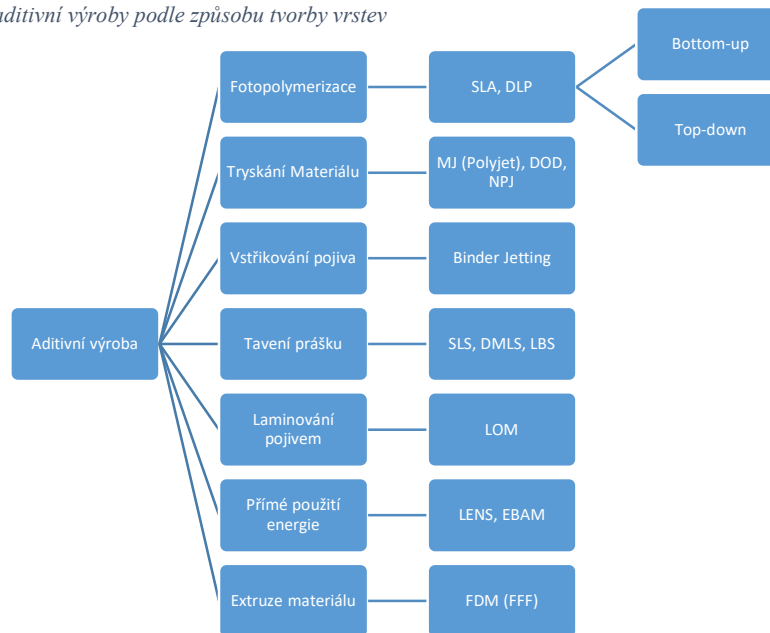 aditivní výroby podle způsobu tvorby vrstev
Bottom-up
Fotopolymerizace
SLA, DLP
Top-down
Tryskání Materiálu
MJ (Polyjet), DOD,
NPJ
Vstřikování pojiva
Binder Jetting
Aditivní výroba
Tavení prášku
SLS, DMLS, LBS
Laminování
pojivem
LOM
Přímé použití
energie
LENS, EBAM
Extruze materiálu
FDM (FFF)